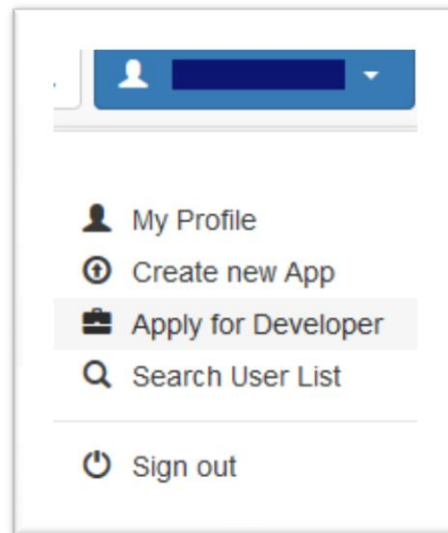 My Profile
Create new App
Apply for Developer
Search User List
Sign out